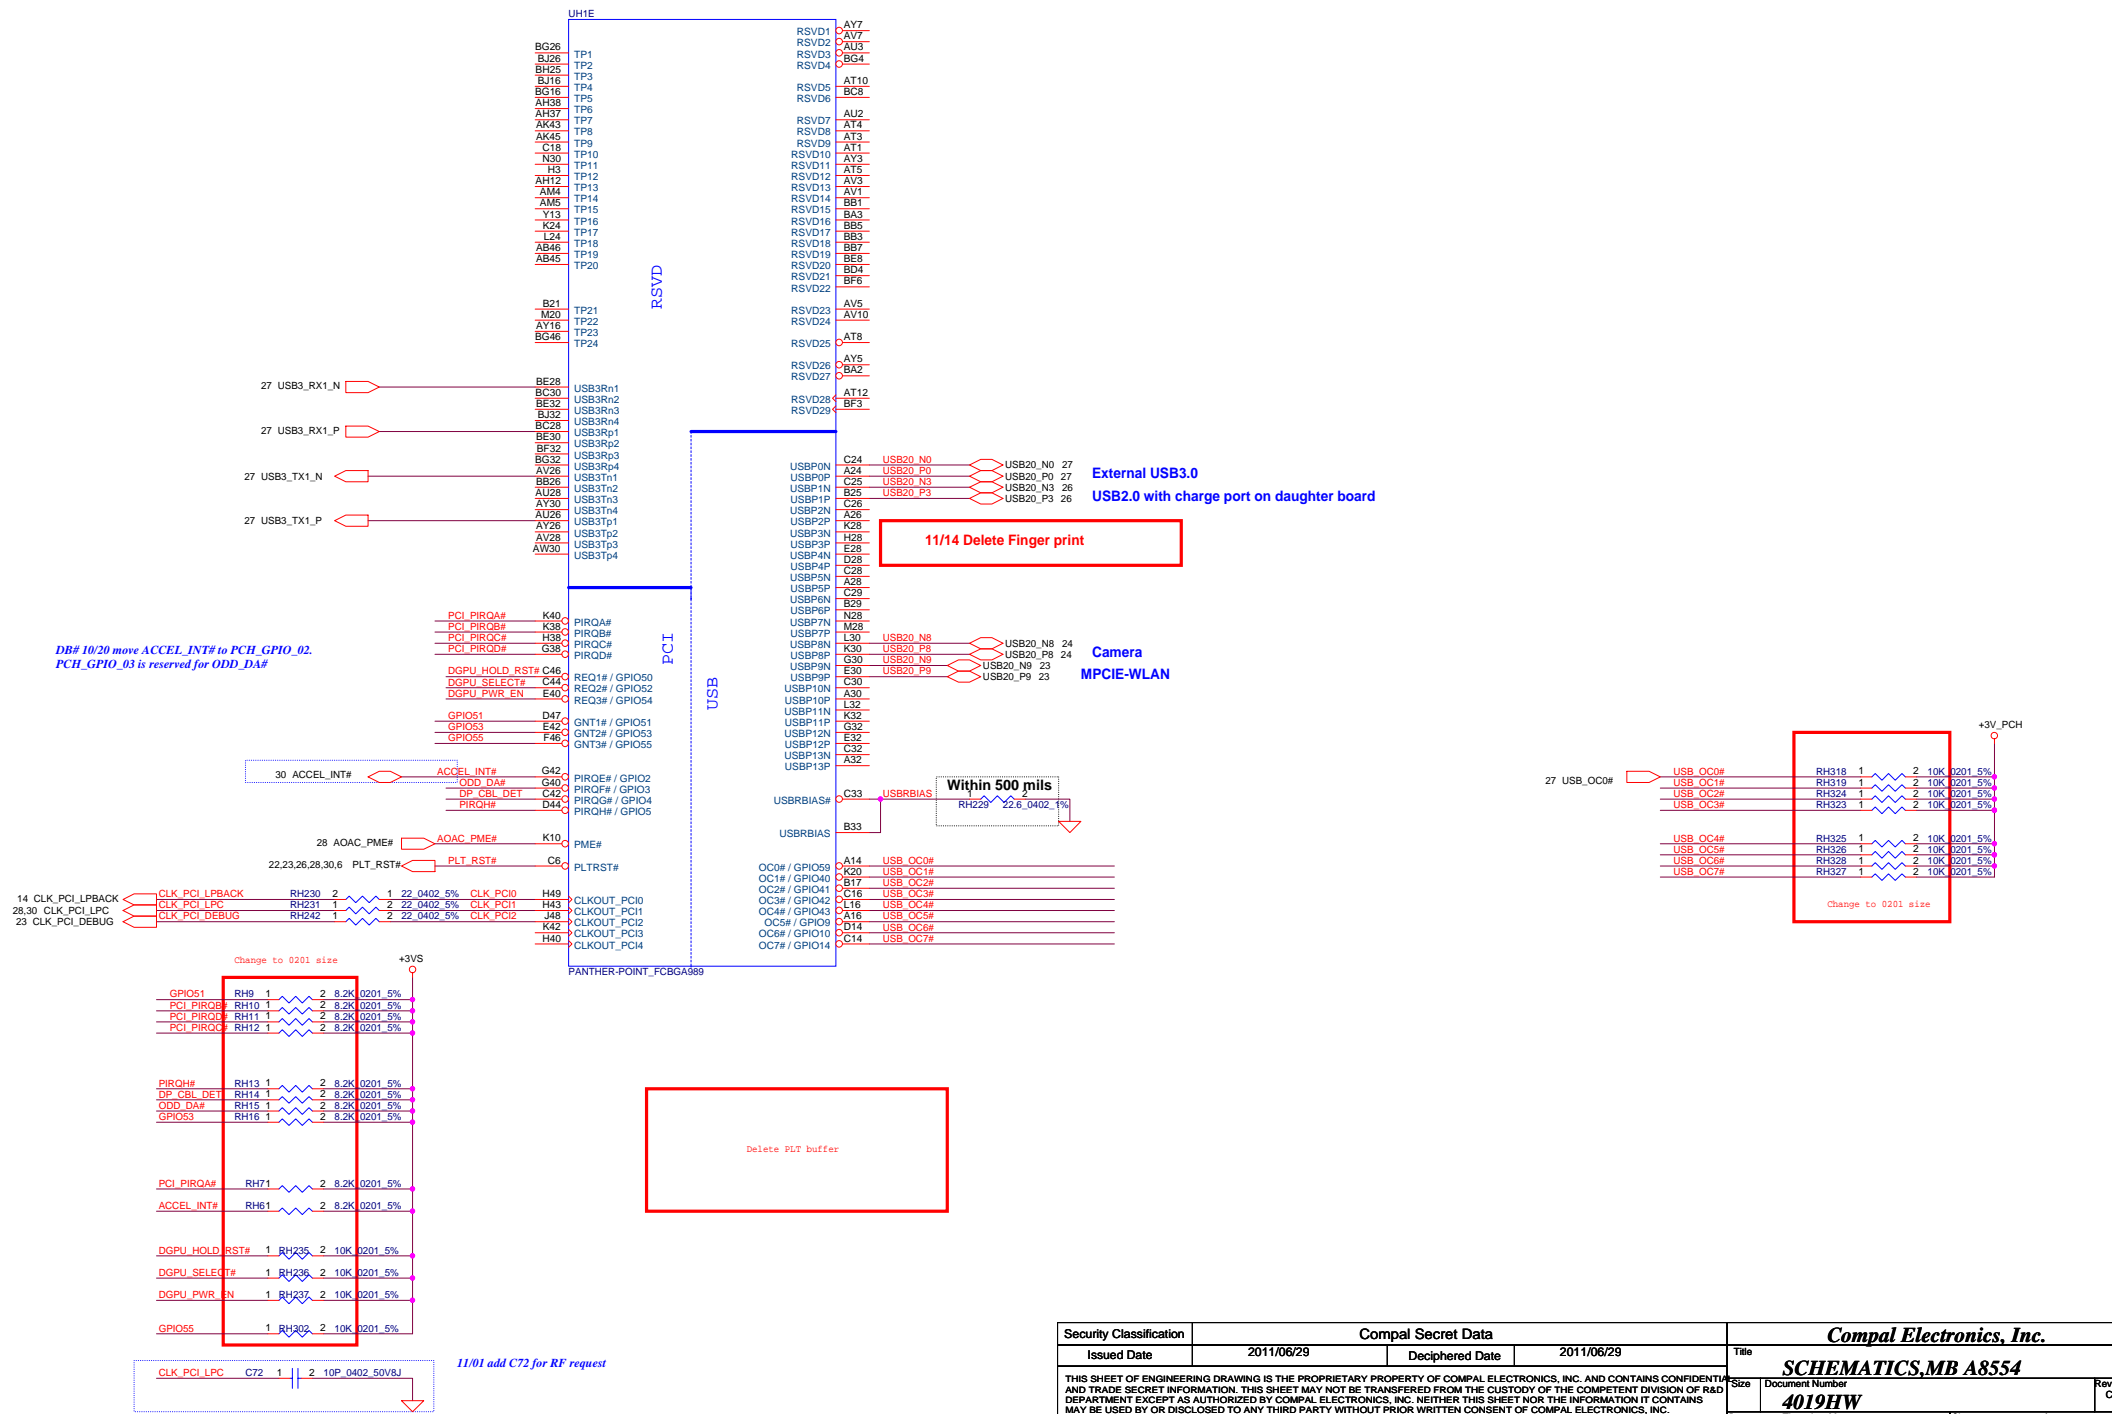 UH1E
BG26 TP1
BJ26 TP2
BH25 TP3
BJ16 TP4
BG16 TP5
AH38 TP6
AH37 TP7
AK43 TP8
AK45 TP9
C18 TP10
N30 TP11
H3 TP12
AH12 TP13
AM4 TP14
AM5 TP15
Y13 TP16
K24 TP17
L24 TP18
AB46 TP19
AB45 TP20
B21 TP21
M20 TP22
AY16 TP23
BG46 TP24
RSVD
RSVD1 AY7
RSVD2 AV7
RSVD3 AU3
RSVD4 BG4
RSVD5 AT10
RSVD6 BC8
RSVD7 AU2
RSVD8 AT4
RSVD9 AT3
RSVD10 AT1
RSVD11 AY3
RSVD12 AT5
RSVD13 AV3
RSVD14 AV1
RSVD15 BB1
RSVD16 BA3
RSVD17 BB5
RSVD18 BB3
RSVD19 BB7
RSVD20 BE8
RSVD21 BD4
RSVD22 BF6
RSVD23 AV5
RSVD24 AV10
RSVD25 AT8
RSVD26 AY5
RSVD27 BA2
RSVD28 AT12
RSVD29 BF3
27 USB3_RX1_N BE28 USB3Rn1
BC30 USB3Rn2
BE32 USB3Rn3
BJ32 USB3Rn4
27 USB3_RX1_P BC28 USB3Rp1
BE30 USB3Rp2
BF32 USB3Rp3
BG32 USB3Rp4
27 USB3_TX1_N AV26 USB3Tn1
BB26 USB3Tn2
AU28 USB3Tn3
AY30 USB3Tn4
27 USB3_TX1_P AU26 USB3Tp1
AY26 USB3Tp2
AV28 USB3Tp3
AW30 USB3Tp4
USBP0N C24 USB20_N0 USB20_N0 27
USBP0P A24 USB20_P0 USB20_P0 27
External USB3.0
USBP1N C25 USB20_N3 USB20_N3 26
USBP1P B25 USB20_P3 USB20_P3 26
USB2.0 with charge port on daughter board
USBP2N C26
USBP2P A26
USBP3N K28
USBP3P H28
USBP4N E28
USBP4P D28
11/14 Delete Finger print
USBP5N C28
USBP5P A28
USBP6N C29
USBP6P B29
USBP7N N28
USBP7P M28
USBP8N L30 USB20_N8 USB20_N8 24
USBP8P K30 USB20_P8 USB20_P8 24
Camera
USBP9N G30 USB20_N9 USB20_N9 23
USBP9P E30 USB20_P9 USB20_P9 23
MPCIE-WLAN
USBP10N C30
USBP10P A30
USBP11N L32
USBP11P K32
USBP12N G32
USBP12P E32
USBP13N C32
USBP13P A32
PCI
USB
PCI_PIRQA# K40 PIRQA#
PCI_PIRQB# K38 PIRQB#
PCI_PIRQC# H38 PIRQC#
PCI_PIRQD# G38 PIRQD#
DB# 10/20 move ACCEL_INT# to PCH_GPIO_02.
PCH_GPIO_03 is reserved for ODD_DA#
DGPU_HOLD_RST# C46 REQ1# / GPIO50
DGPU_SELECT# C44 REQ2# / GPIO52
DGPU_PWR_EN E40 REQ3# / GPIO54
GPIO51 D47 GNT1# / GPIO51
GPIO53 E42 GNT2# / GPIO53
GPIO55 F46 GNT3# / GPIO55
30 ACCEL_INT# ACCEL_INT# G42 PIRQE# / GPIO2
ODD_DA# G40 PIRQF# / GPIO3
DP_CBL_DET C42 PIRQG# / GPIO4
PIRQH# D44 PIRQH# / GPIO5
28 AOAC_PME# AOAC_PME# K10 PME#
22,23,26,28,30,6 PLT_RST# PLT_RST# C6 PLTRST#
14 CLK_PCI_LPBACK CLK_PCI_LPBACK RH230 2 1 22_0402_5% CLK_PCI0 H49 CLKOUT_PCI0
28,30 CLK_PCI_LPC CLK_PCI_LPC RH231 1 2 22_0402_5% CLK_PCI1 H43 CLKOUT_PCI1
23 CLK_PCI_DEBUG CLK_PCI_DEBUG RH242 1 2 22_0402_5% CLK_PCI2 J48 CLKOUT_PCI2
K42 CLKOUT_PCI3
H40 CLKOUT_PCI4
USBRBIAS# C33 USBRBIAS
Within 500 mils
1 2
RH229 22.6_0402_1%
USBRBIAS B33
OC0# / GPIO59 A14 USB_OC0#
OC1# / GPIO40 K20 USB_OC1#
OC2# / GPIO41 B17 USB_OC2#
OC3# / GPIO42 C16 USB_OC3#
OC4# / GPIO43 L16 USB_OC4#
OC5# / GPIO9 A16 USB_OC5#
OC6# / GPIO10 D14 USB_OC6#
OC7# / GPIO14 C14 USB_OC7#
PANTHER-POINT_FCBGA989
+3V_PCH
27 USB_OC0# USB_OC0# RH318 1 2 10K_0201_5%
USB_OC1# RH319 1 2 10K_0201_5%
USB_OC2# RH324 1 2 10K_0201_5%
USB_OC3# RH323 1 2 10K_0201_5%
USB_OC4# RH325 1 2 10K_0201_5%
USB_OC5# RH326 1 2 10K_0201_5%
USB_OC6# RH328 1 2 10K_0201_5%
USB_OC7# RH327 1 2 10K_0201_5%
Change to 0201 size
Change to 0201 size
+3VS
GPIO51 RH9 1 2 8.2K_0201_5%
PCI_PIRQB# RH10 1 2 8.2K_0201_5%
PCI_PIRQD# RH11 1 2 8.2K_0201_5%
PCI_PIRQC# RH12 1 2 8.2K_0201_5%
PIRQH# RH13 1 2 8.2K_0201_5%
DP_CBL_DET RH14 1 2 8.2K_0201_5%
ODD_DA# RH15 1 2 8.2K_0201_5%
GPIO53 RH16 1 2 8.2K_0201_5%
PCI_PIRQA# RH7 1 2 8.2K_0201_5%
ACCEL_INT# RH6 1 2 8.2K_0201_5%
DGPU_HOLD_RST# 1 RH235 2 10K_0201_5%
DGPU_SELECT# 1 RH236 2 10K_0201_5%
DGPU_PWR_EN 1 RH237 2 10K_0201_5%
GPIO55 1 RH302 2 10K_0201_5%
Delete PLT buffer
CLK_PCI_LPC C72 1 2 10P_0402_50V8J
11/01 add C72 for RF request
Security Classification Compal Secret Data
Issued Date 2011/06/29 Deciphered Date 2011/06/29
THIS SHEET OF ENGINEERING DRAWING IS THE PROPRIETARY PROPERTY OF COMPAL ELECTRONICS, INC. AND CONTAINS CONFIDENTIAL
AND TRADE SECRET INFORMATION. THIS SHEET MAY NOT BE TRANSFERED FROM THE CUSTODY OF THE COMPETENT DIVISION OF R&D
DEPARTMENT EXCEPT AS AUTHORIZED BY COMPAL ELECTRONICS, INC. NEITHER THIS SHEET NOR THE INFORMATION IT CONTAINS
MAY BE USED BY OR DISCLOSED TO ANY THIRD PARTY WITHOUT PRIOR WRITTEN CONSENT OF COMPAL ELECTRONICS, INC.
Compal Electronics, Inc.
Title
SCHEMATICS,MB A8554
Size Document Number Rev
4019HW C